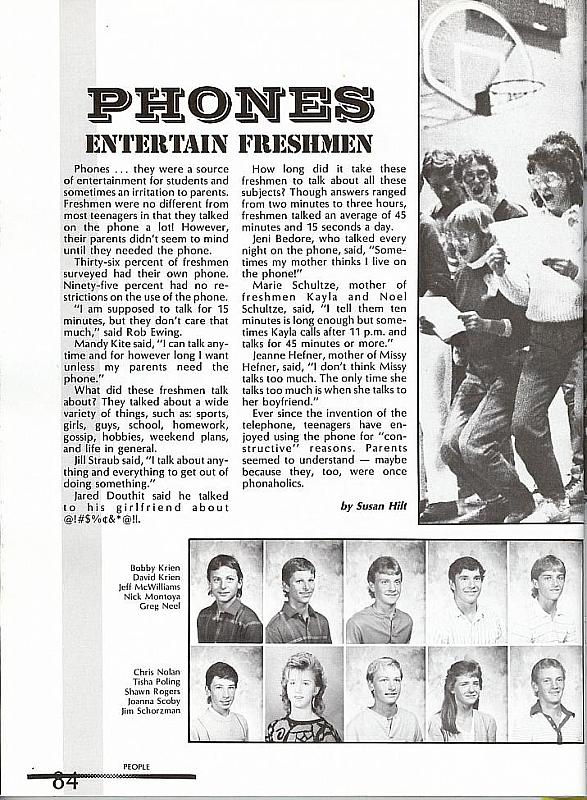 PHONES
ENTERTAIN FRESHMEN
Phones . . . they were a source
of entertainment for students and
sometimes an irritation to parents.
Freshmen were no different from
most teenagers in that they talked
on the phone a lot! However,
their parents didn't seem to mind
until they needed the phone.
Thirty-six percent of freshmen
surveyed had their own phone.
Ninety-five percent had no re-
strictions on the use of the phone.
"I am supposed to talk for 15
minutes, but they don't care that
much," said Rob Ewing.
Mandy Kite said, "I can talk any-
time and for however long I want
unless my parents need the
phone."
What did these freshmen talk
about? They talked about a wide
variety of things, such as: sports,
girls, guys, school, homework,
gossip, hobbies, weekend plans,
and life in general.
Jill Straub said, "I talk about any-
thing and everything to get out of
doing something."
Jared Douthit said he talked
to his girlfriend about
@!#$%¢&*@!!.
How long did it take these
freshmen to talk about all these
subjects? Though answers ranged
from two minutes to three hours,
freshmen talked an average of 45
minutes and 15 seconds a day.
Jeni Bedore, who talked every
night on the phone, said, "Some-
times my mother thinks I live on
the phone!"
Marie Schultze, mother of
freshmen Kayla and Noel
Schultze, said, "I tell them ten
minutes is long enough but some-
times Kayla calls after 11 p.m. and
talks for 45 minutes or more."
Jeanne Hefner, mother of Missy
Hefner, said, "I don't think Missy
talks too much. The only time she
talks too much is when she talks to
her boyfriend."
Ever since the invention of the
telephone, teenagers have en-
joyed using the phone for "con-
structive" reasons. Parents
seemed to understand — maybe
because they, too, were once
phonaholics.
by Susan Hilt
Bobby Krien
David Krien
Jeff McWilliams
Nick Montoya
Greg Neel
Chris Nolan
Tisha Poling
Shawn Rogers
Joanna Scoby
Jim Schorzman
PEOPLE
84